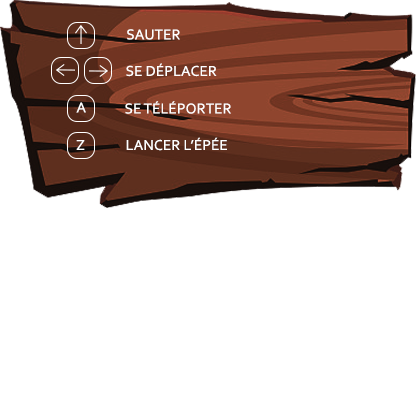 ↑ SAUTER
← → SE DÉPLACER
A SE TÉLÉPORTER
Z LANCER L'ÉPÉE